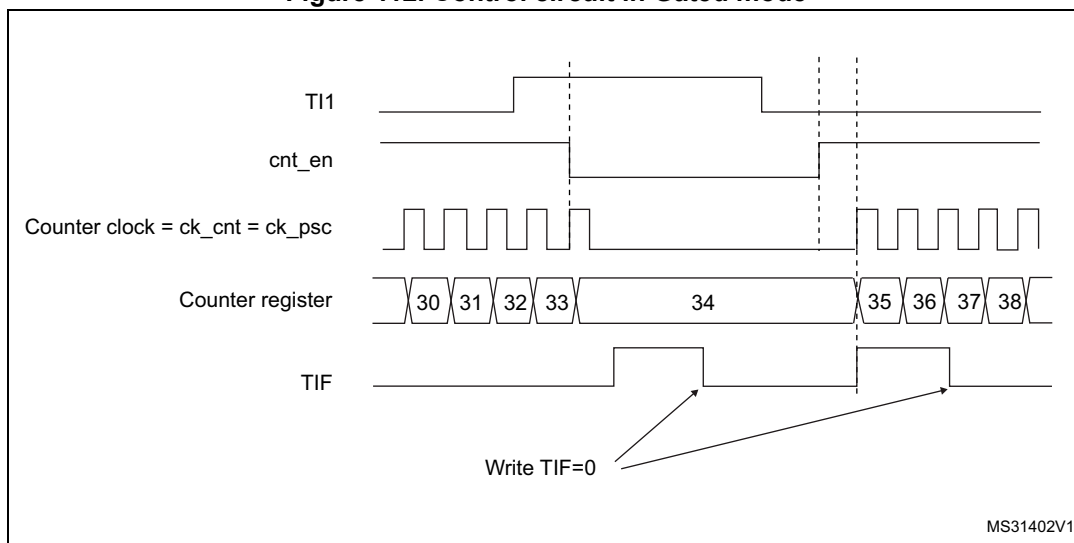 Figure 112. Control circuit in Gated mode
TI1
cnt_en
Counter clock = ck_cnt = ck_psc
Counter register
30 31 32 33 34 35 36 37 38
TIF
Write TIF=0
MS31402V1